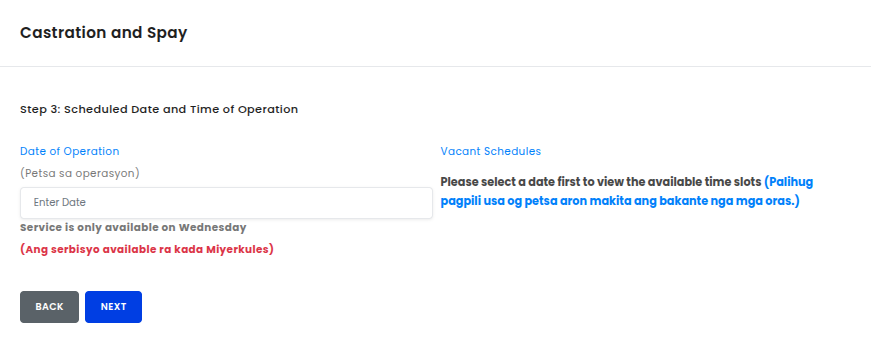 Castration and Spay
Step 3: Scheduled Date and Time of Operation
Date of Operation
(Petsa sa operasyon)
Enter Date
Service is only available on Wednesday
(Ang serbisyo available ra kada Miyerkules)
Vacant Schedules
Please select a date first to view the available time slots (Palihug
pagpili usa og petsa aron makita ang bakante nga mga oras.)
BACK
NEXT